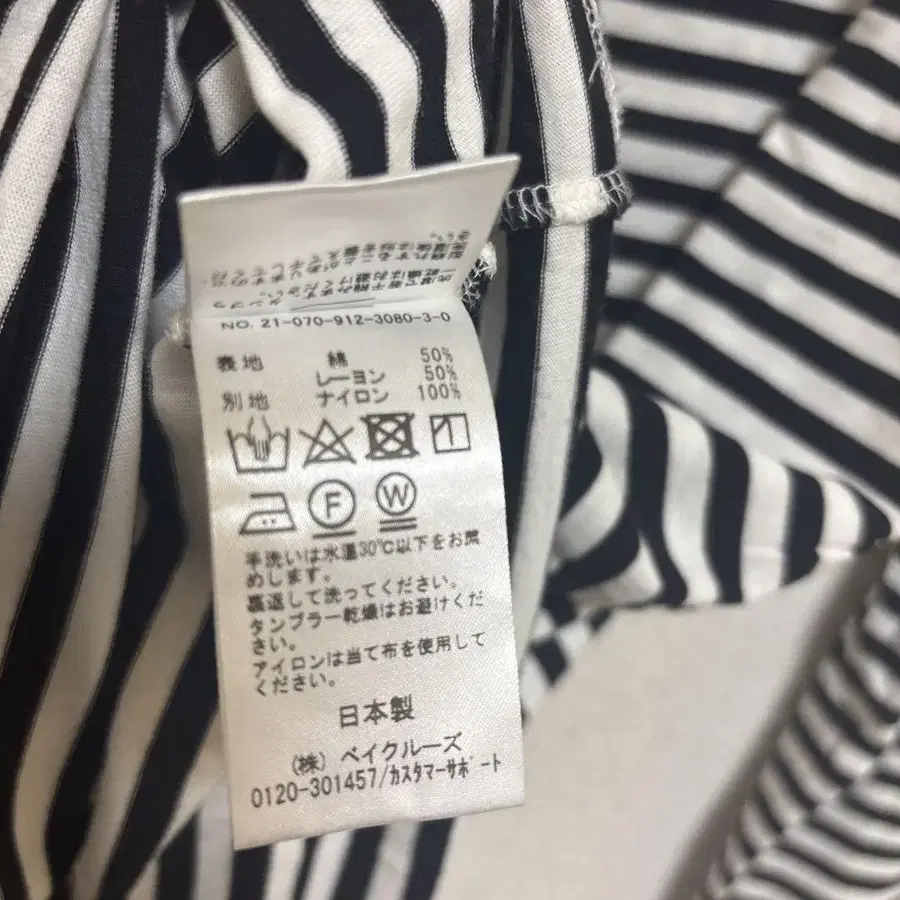 NO. 21-070-912-3080-3-0
表地 綿 50%
レーヨン 50%
別地 ナイロン 100%
F W
手洗いは水温30℃以下をお奨
めします。
裏返して洗ってください。
タンブラー乾燥はお避けくだ
さい。
アイロンは当て布を使用して
ください。
日本製
(株) ベイクルーズ
0120-301457/カスタマーサポート